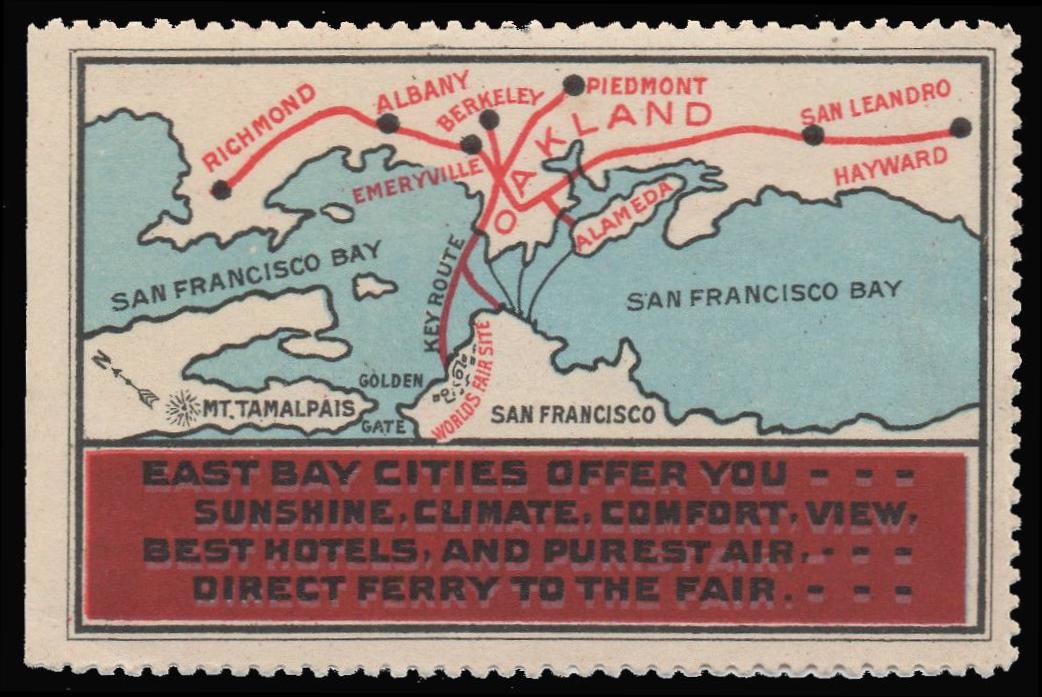 RICHMOND
ALBANY
BERKELEY
PIEDMONT
OAKLAND
SAN LEANDRO
EMERYVILLE
HAYWARD
ALAMEDA
SAN FRANCISCO BAY
KEY ROUTE
SAN FRANCISCO BAY
N
WORLDS FAIR SITE
GOLDEN
GATE
MT. TAMALPAIS
SAN FRANCISCO
EAST BAY CITIES OFFER YOU - - -
SUNSHINE, CLIMATE, COMFORT, VIEW,
BEST HOTELS, AND PUREST AIR, - - -
DIRECT FERRY TO THE FAIR. - - -